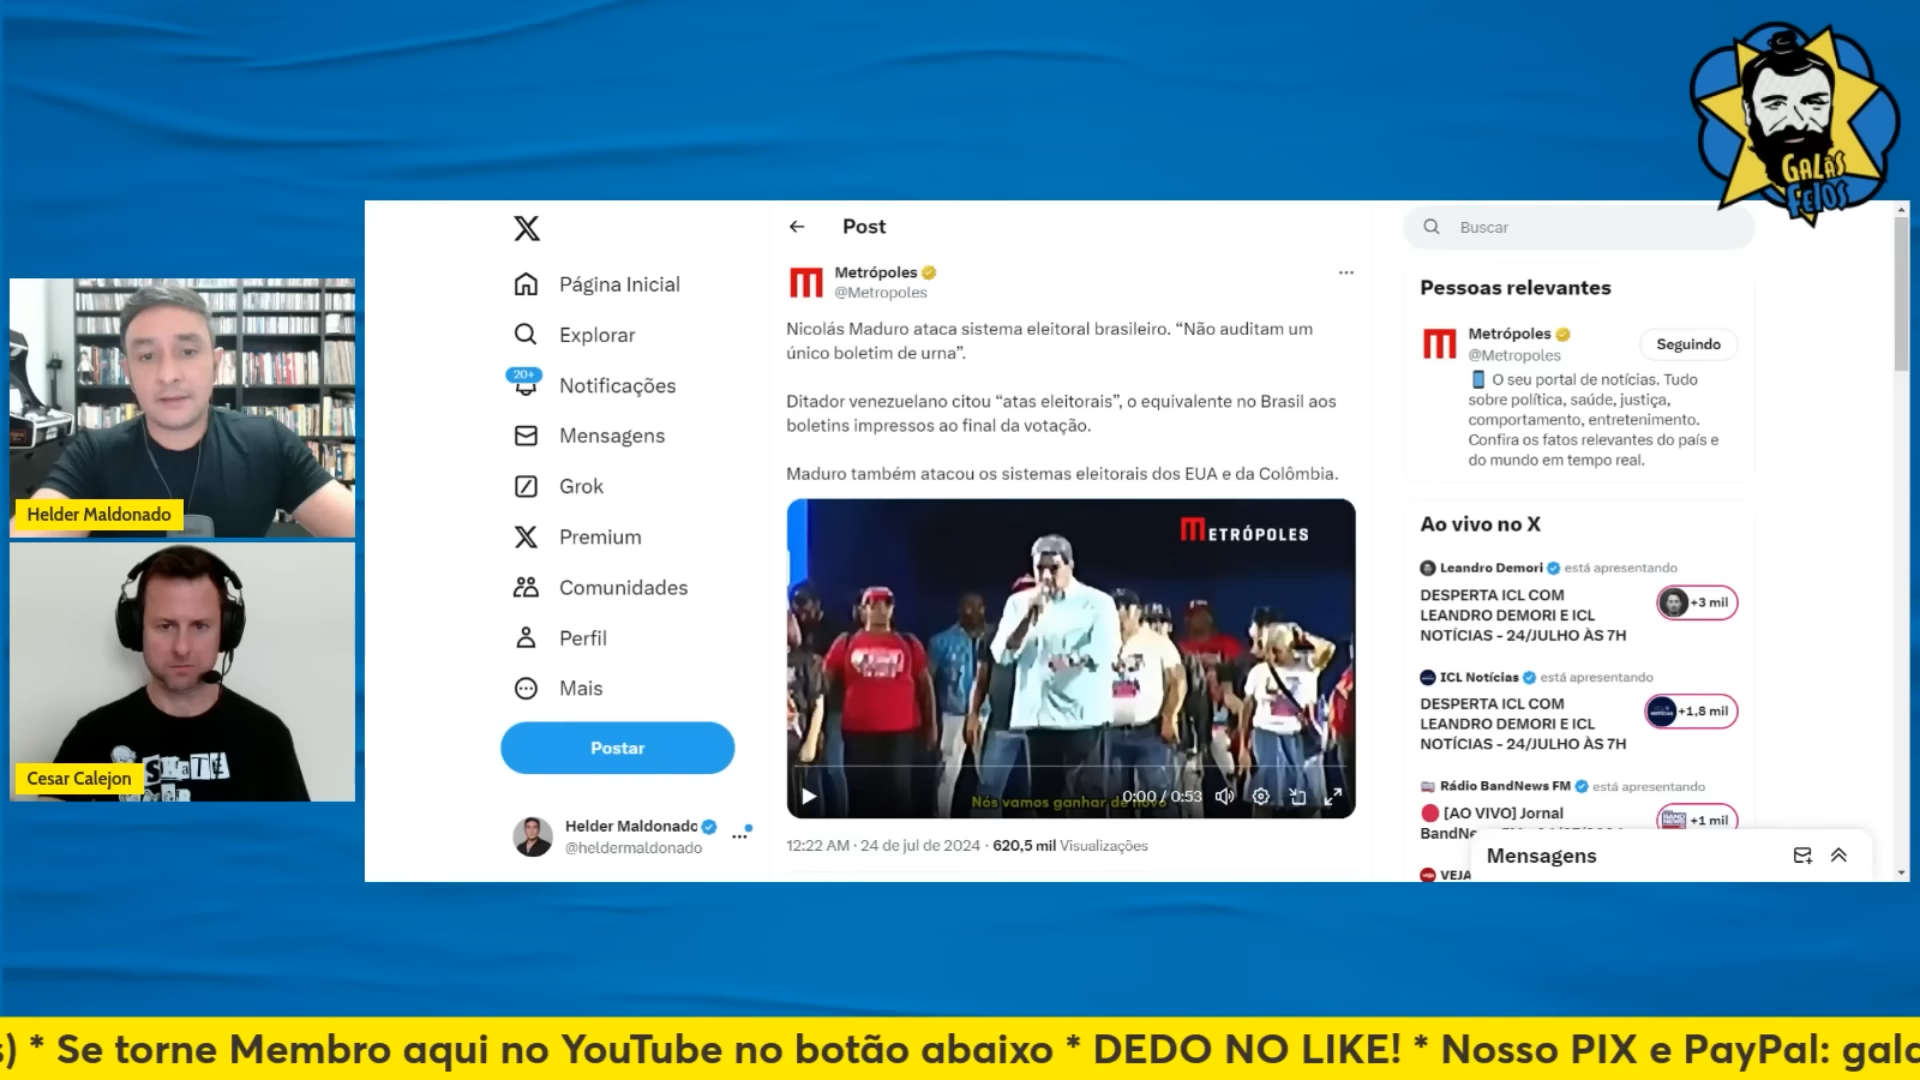 GALÃS
FEIOS
Helder Maldonado
Cesar Calejon
SKATE
Página Inicial
Explorar
20+
Notificações
Mensagens
Grok
Premium
Comunidades
Perfil
Mais
Postar
Helder Maldonado
@heldermaldonado
Post
Metrópoles
@Metropoles
Nicolás Maduro ataca sistema eleitoral brasileiro. “Não auditam um
único boletim de urna”.
Ditador venezuelano citou “atas eleitorais”, o equivalente no Brasil aos
boletins impressos ao final da votação.
Maduro também atacou os sistemas eleitorais dos EUA e da Colômbia.
METRÓPOLES
Nós vamos ganhar de novo
0:00 / 0:53
12:22 AM · 24 de jul de 2024 · 620,5 mil Visualizações
Buscar
Pessoas relevantes
Metrópoles
@Metropoles
Seguindo
O seu portal de notícias. Tudo
sobre política, saúde, justiça,
comportamento, entretenimento.
Confira os fatos relevantes do país e
do mundo em tempo real.
Ao vivo no X
Leandro Demori está apresentando
DESPERTA ICL COM
LEANDRO DEMORI E ICL
NOTÍCIAS - 24/JULHO ÀS 7H
+3 mil
ICL Notícias está apresentando
DESPERTA ICL COM
LEANDRO DEMORI E ICL
NOTÍCIAS - 24/JULHO ÀS 7H
+1,8 mil
Rádio BandNews FM está apresentando
[AO VIVO] Jornal
BandNe
+1 mil
VEJA
Mensagens
s) * Se torne Membro aqui no YouTube no botão abaixo * DEDO NO LIKE! * Nosso PIX e PayPal: gala